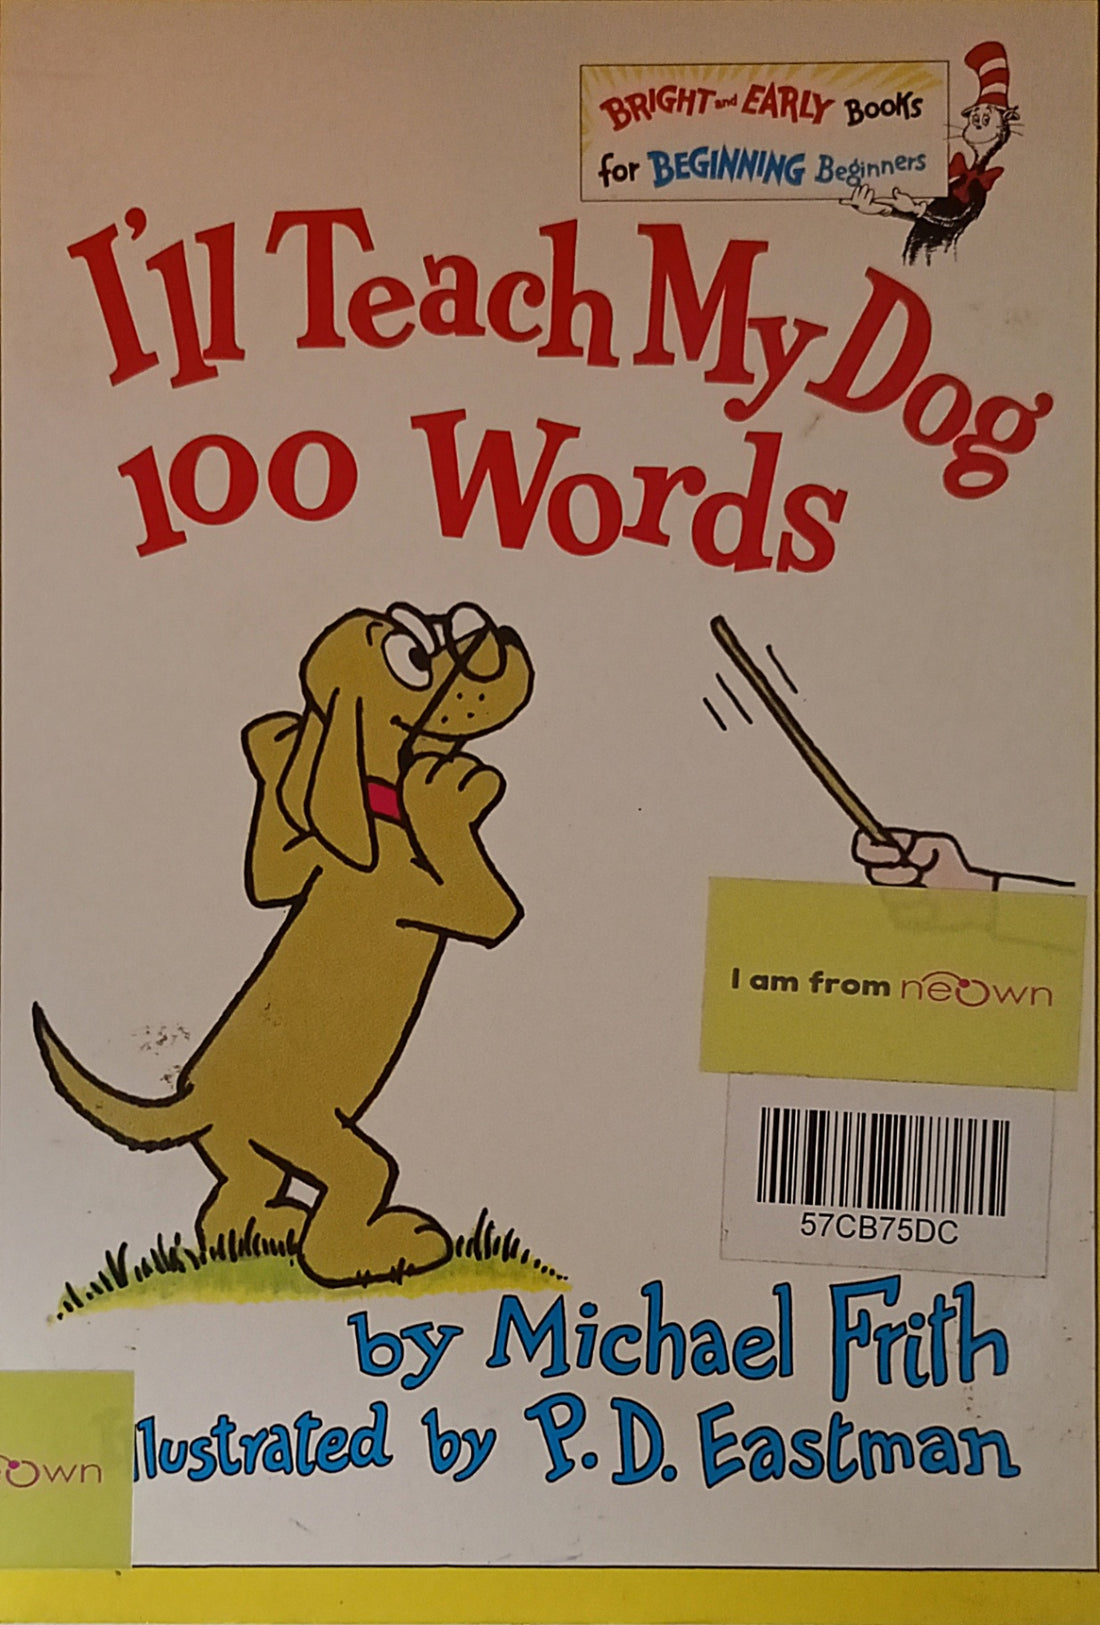 BRIGHT and EARLY BOOKS
for BEGINNING Beginners
I'll Teach My Dog
100 Words
I am from neOwn
57CB75DC
by Michael Frith
llustrated by P. D. Eastman
Own